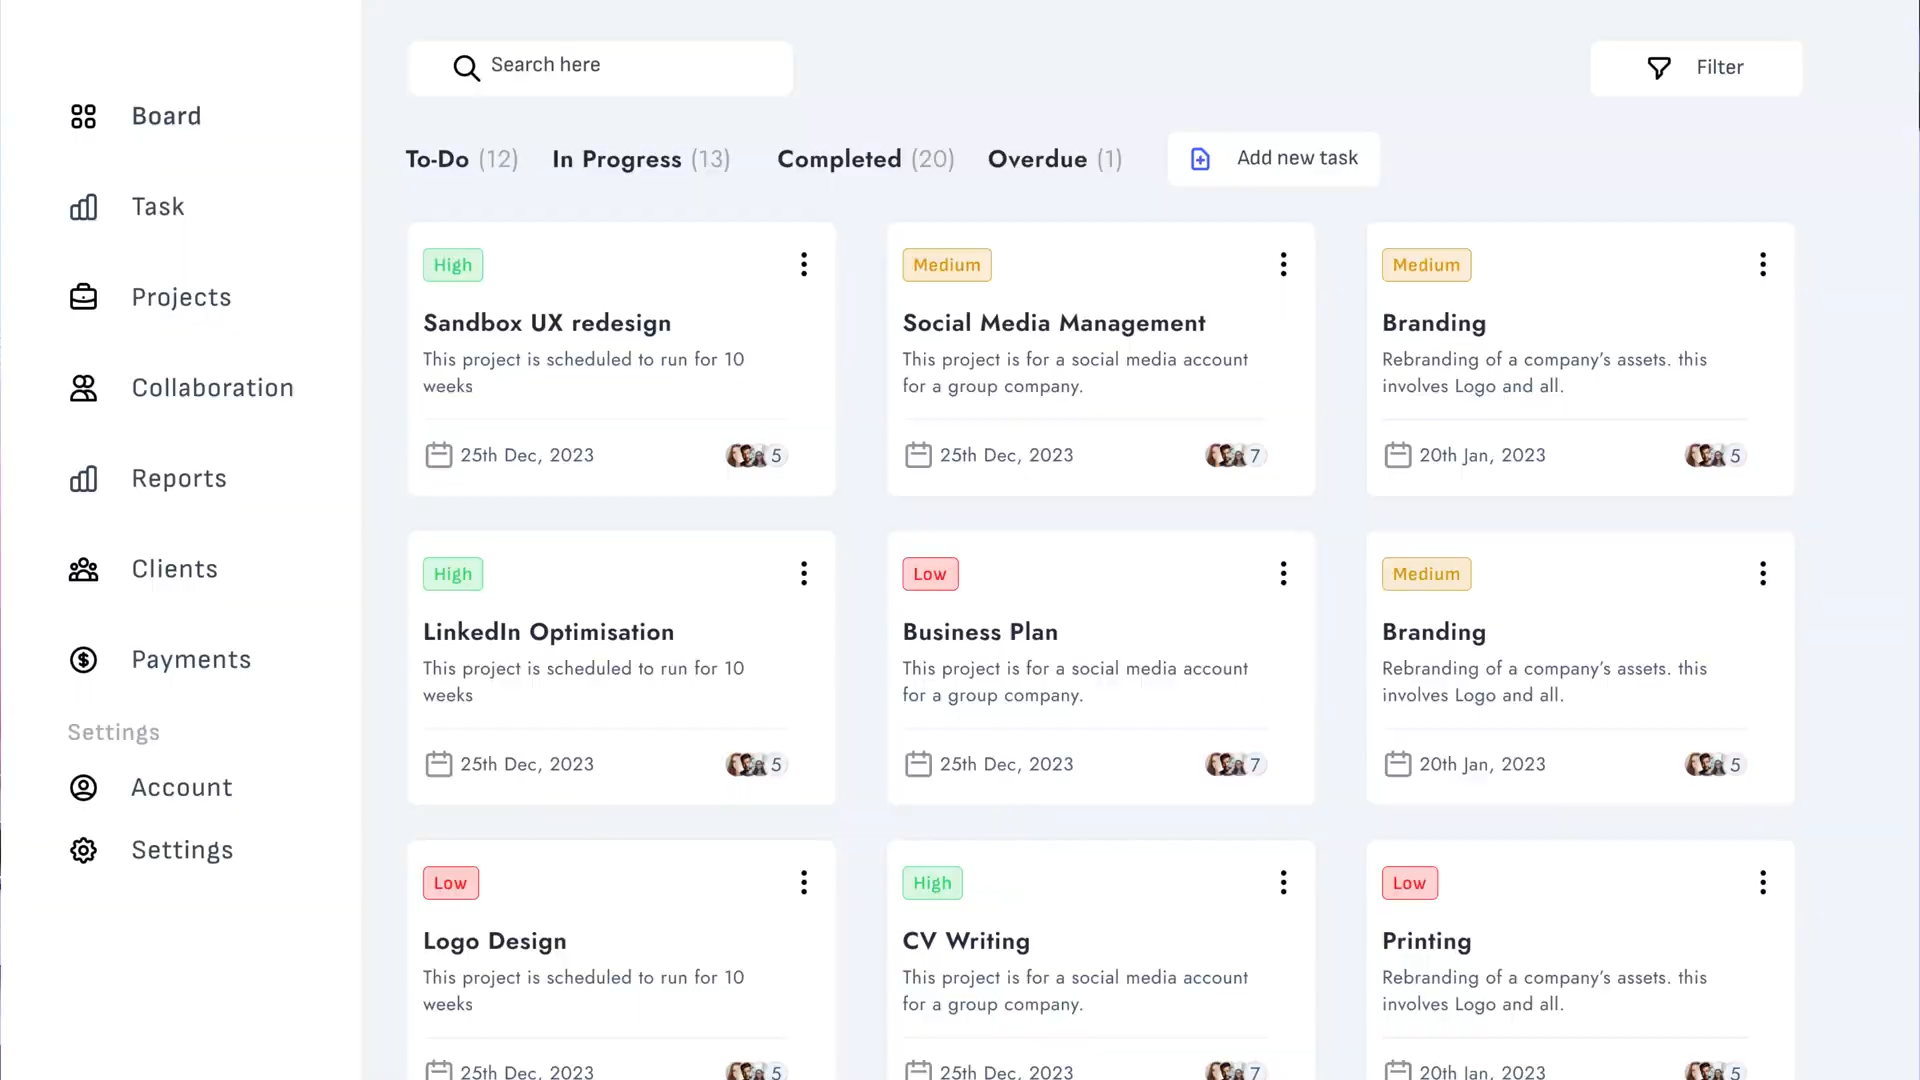 Board
Task
Projects
Collaboration
Reports
Clients
Payments
Settings
Account
Settings
Search here
Filter
To-Do (12)
In Progress (13)
Completed (20)
Overdue (1)
Add new task
High
Sandbox UX redesign
This project is scheduled to run for 10
weeks
25th Dec, 2023
5
Medium
Social Media Management
This project is for a social media account
for a group company.
25th Dec, 2023
7
Medium
Branding
Rebranding of a company’s assets. this
involves Logo and all.
20th Jan, 2023
5
High
LinkedIn Optimisation
This project is scheduled to run for 10
weeks
25th Dec, 2023
5
Low
Business Plan
This project is for a social media account
for a group company.
25th Dec, 2023
7
Medium
Branding
Rebranding of a company’s assets. this
involves Logo and all.
20th Jan, 2023
5
Low
Logo Design
This project is scheduled to run for 10
weeks
25th Dec, 2023
5
High
CV Writing
This project is for a social media account
for a group company.
25th Dec, 2023
7
Low
Printing
Rebranding of a company’s assets. this
involves Logo and all.
20th Jan, 2023
5